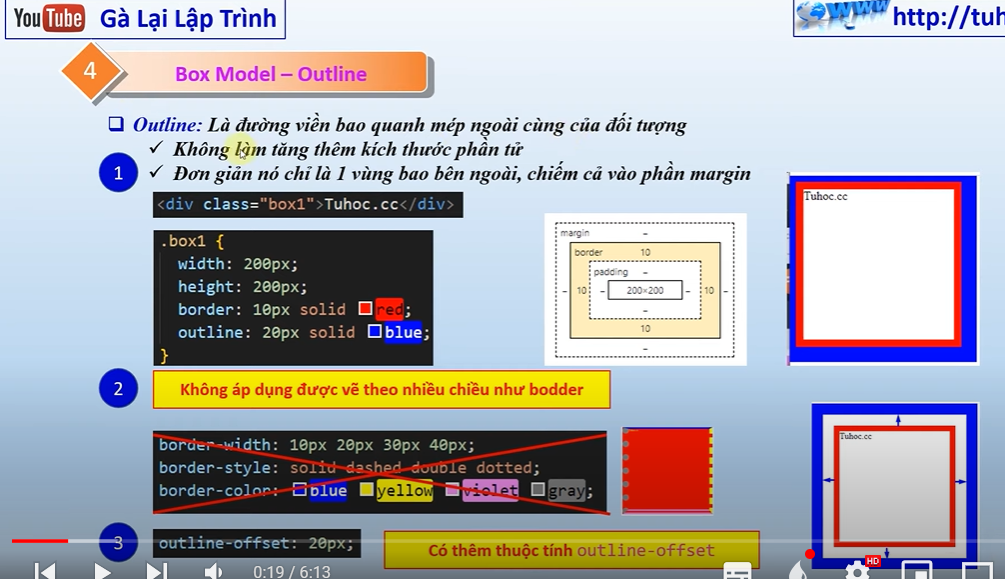 YouTube Gà Lại Lập Trình
WWW http://tuh
4 Box Model – Outline
Outline: Là đường viền bao quanh mép ngoài cùng của đối tượng
Không làm tăng thêm kích thước phần tử
1 Đơn giản nó chỉ là 1 vùng bao bên ngoài, chiếm cả vào phần margin
<div class="box1">Tuhoc.cc</div>
.box1 {
width: 200px;
height: 200px;
border: 10px solid red;
outline: 20px solid blue;
}
margin –
border 10
padding –
– 10 – 200×200 – 10 –
–
10
–
Tuhoc.cc
2 Không áp dụng được vẽ theo nhiều chiều như bodder
border-width: 10px 20px 30px 40px;
border-style: solid dashed double dotted;
border-color: blue yellow violet gray;
Tuhoc.cc
3 outline-offset: 20px;
Có thêm thuộc tính outline-offset
0:19 / 6:13
HD